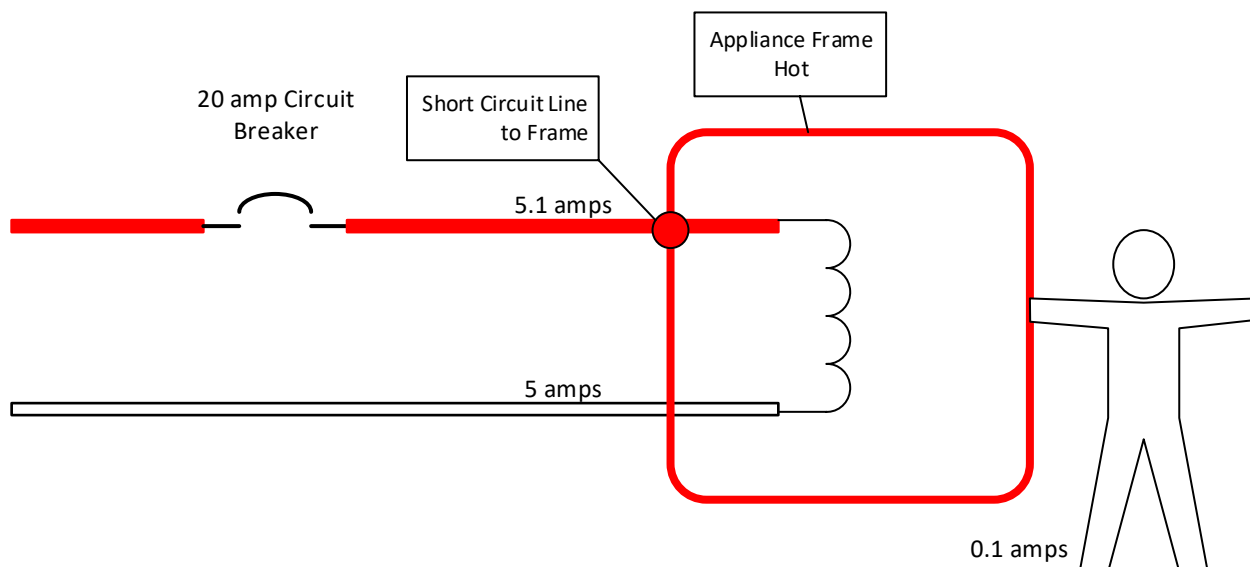 Appliance Frame
Hot
20 amp Circuit
Breaker
Short Circuit Line
to Frame
5.1 amps
5 amps
0.1 amps